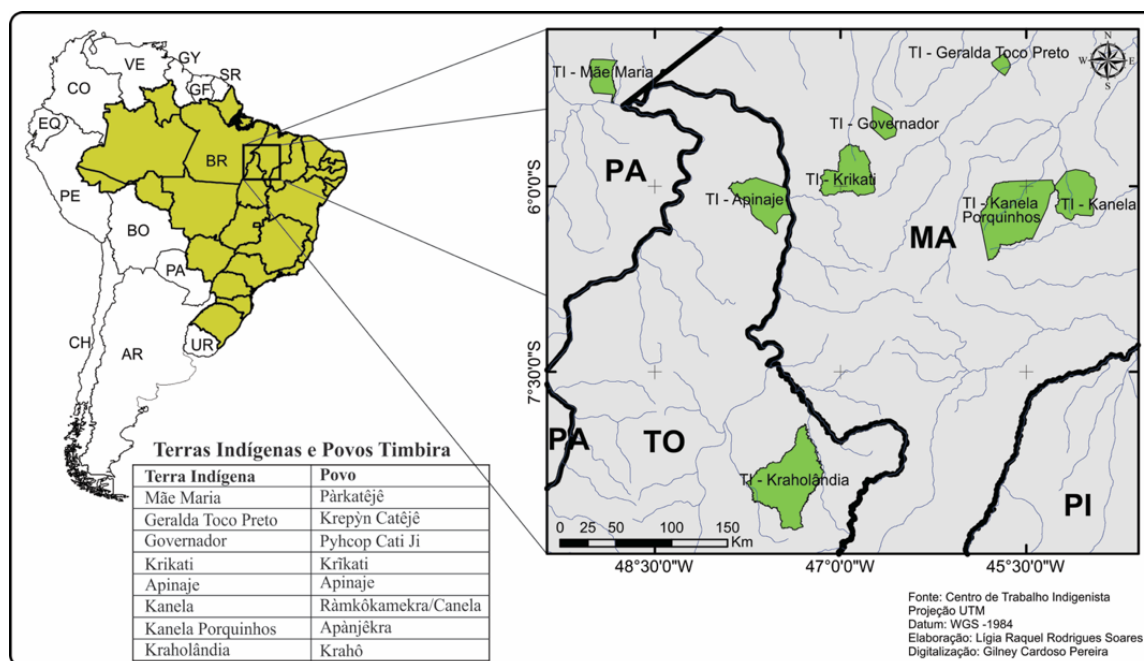 VE
GY
SR
GF
CO
EQ
BR
PE
BO
PA
CH
AR
UR
Terras Indígenas e Povos Timbira
Terra Indígena Povo
Mãe Maria Pàrkatêjê
Geralda Toco Preto Krepỳn Catêjê
Governador Pyhcop Cati Ji
Krikati Krĩkati
Apinaje Apinaje
Kanela Ràmkôkamekra/Canela
Kanela Porquinhos Apànjêkra
Kraholândia Krahô
TI - Geralda Toco Preto
N
W E
S
TI - Mãe Maria
TI - Governador
PA
TI - Krikati
TI - Apinaje
TI - Kanela
Porquinhos
TI - Kanela
MA
PA
TO
TI - Kraholândia
PI
0 25 50 100 150
Km
6°00'0"S
7°30'0"S
48°30'0"W 47°00'0"W 45°30'0"W
Fonte: Centro de Trabalho Indigenista
Projeção UTM
Datum: WGS -1984
Elaboração: Lígia Raquel Rodrigues Soares
Digitalização: Gilney Cardoso Pereira